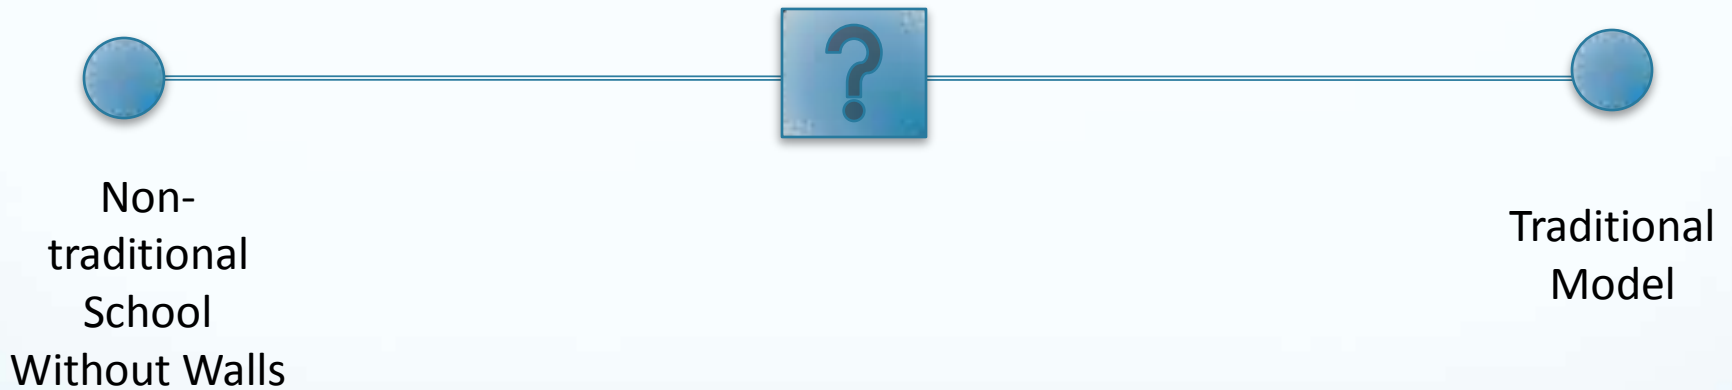 ?
Non-
traditional
School
Without Walls
Traditional
Model